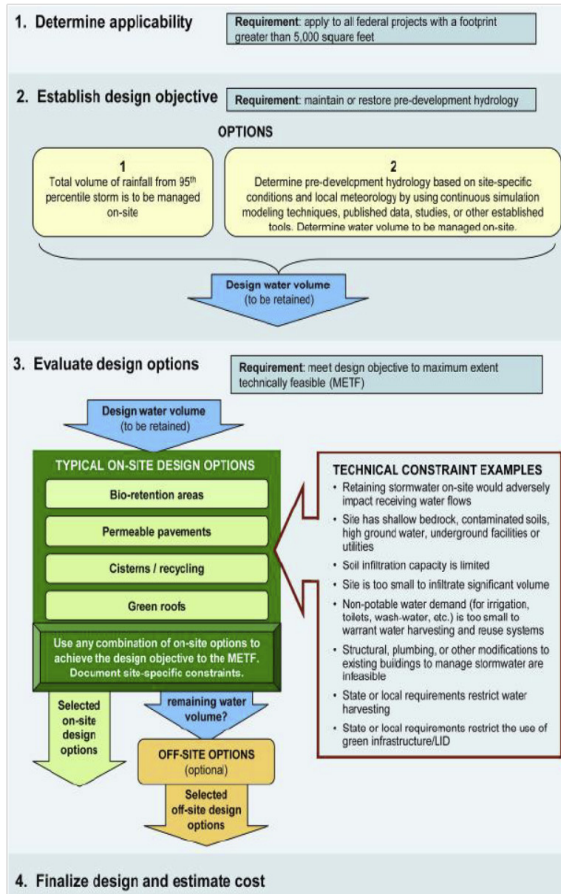 1. Determine applicability
Requirement: apply to all federal projects with a footprint
greater than 5,000 square feet
2. Establish design objective
Requirement: maintain or restore pre-development hydrology
OPTIONS
1
Total volume of rainfall from 95th
percentile storm is to be managed
on-site
2
Determine pre-development hydrology based on site-specific
conditions and local meteorology by using continuous simulation
modeling techniques, published data, studies, or other established
tools. Determine water volume to be managed on-site.
Design water volume
(to be retained)
3. Evaluate design options
Requirement: meet design objective to maximum extent
technically feasible (METF)
Design water volume
(to be retained)
TYPICAL ON-SITE DESIGN OPTIONS
Bio-retention areas
Permeable pavements
Cisterns / recycling
Green roofs
Use any combination of on-site options to
achieve the design objective to the METF.
Document site-specific constraints.
Selected
on-site
design
options
remaining water
volume?
OFF-SITE OPTIONS
(optional)
Selected
off-site design
options
TECHNICAL CONSTRAINT EXAMPLES
• Retaining stormwater on-site would adversely
impact receiving water flows
• Site has shallow bedrock, contaminated soils,
high ground water, underground facilities or
utilities
• Soil infiltration capacity is limited
• Site is too small to infiltrate significant volume
• Non-potable water demand (for irrigation,
toilets, wash-water, etc.) is too small to
warrant water harvesting and reuse systems
• Structural, plumbing, or other modifications to
existing buildings to manage stormwater are
infeasible
• State or local requirements restrict water
harvesting
• State or local requirements restrict the use of
green infrastructure/LID
4. Finalize design and estimate cost